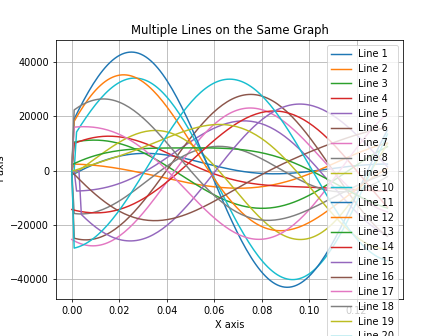 Multiple Lines on the Same Graph
40000
20000
0
−20000
−40000
0.00 0.02 0.04 0.06 0.08 0.10
X axis
axis
Line 1
Line 2
Line 3
Line 4
Line 5
Line 6
Line 7
Line 8
Line 9
Line 10
Line 11
Line 12
Line 13
Line 14
Line 15
Line 16
Line 17
Line 18
Line 19
Line 20